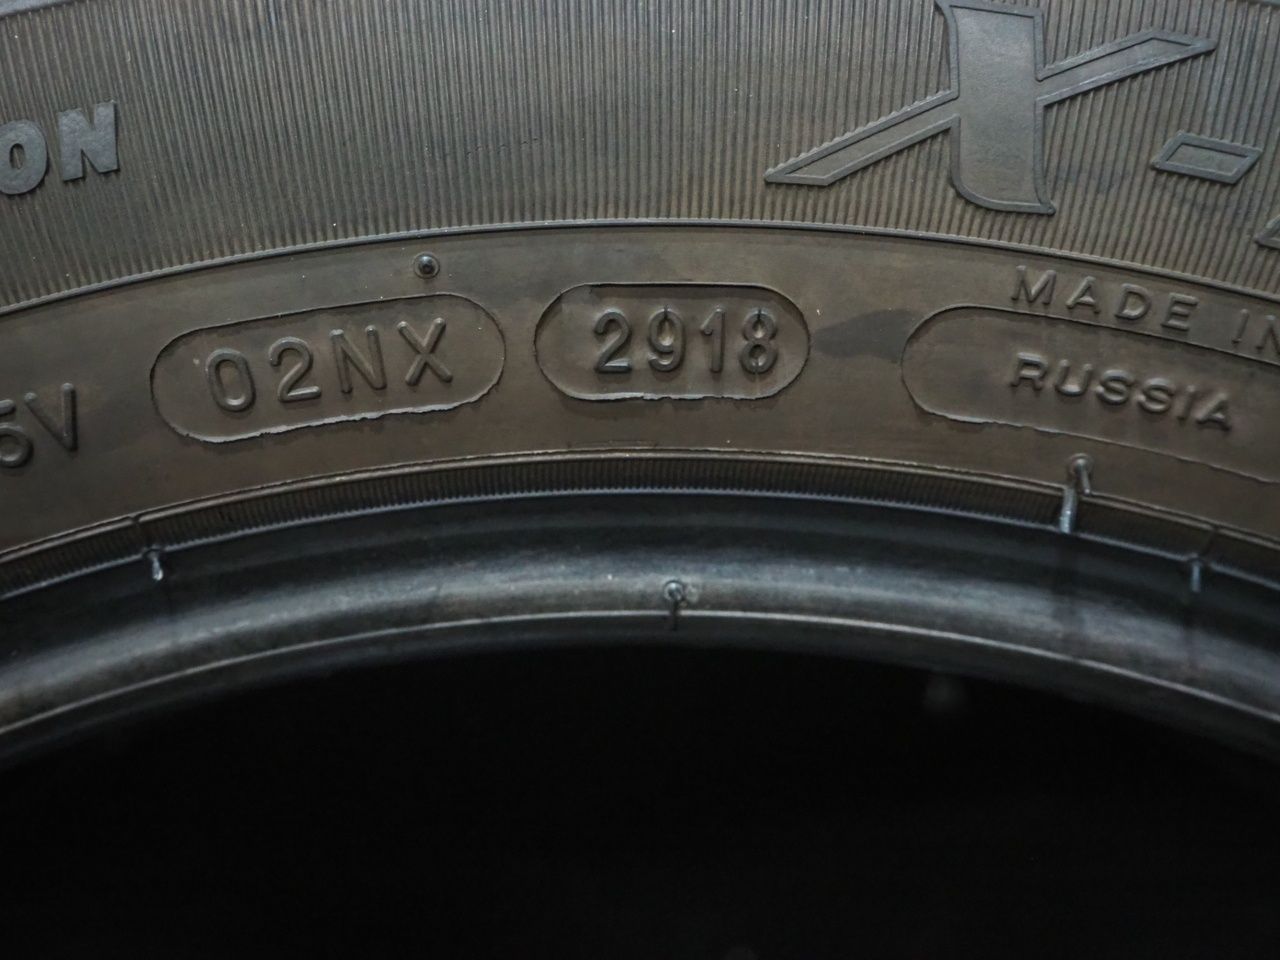 ON
X-
5V
02NX
2918
MADE IN
RUSSIA